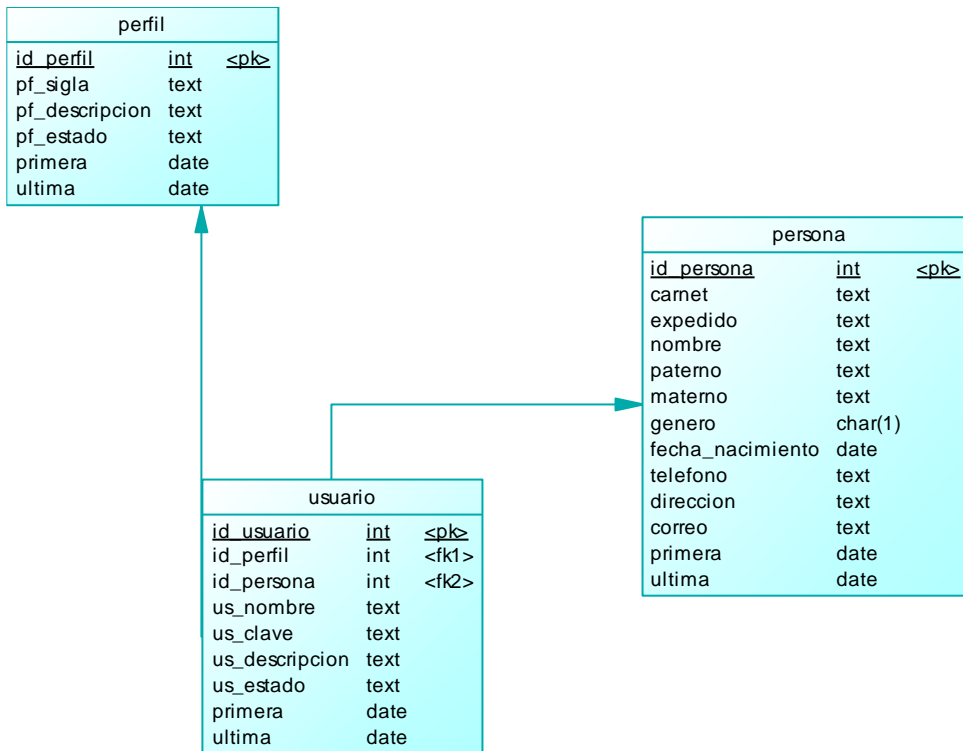 perfil
id_perfil int <pk>
pf_sigla text
pf_descripcion text
pf_estado text
primera date
ultima date
persona
id_persona int <pk>
carnet text
expedido text
nombre text
paterno text
materno text
genero char(1)
fecha_nacimiento date
telefono text
direccion text
correo text
primera date
ultima date
usuario
id_usuario int <pk>
id_perfil int <fk1>
id_persona int <fk2>
us_nombre text
us_clave text
us_descripcion text
us_estado text
primera date
ultima date